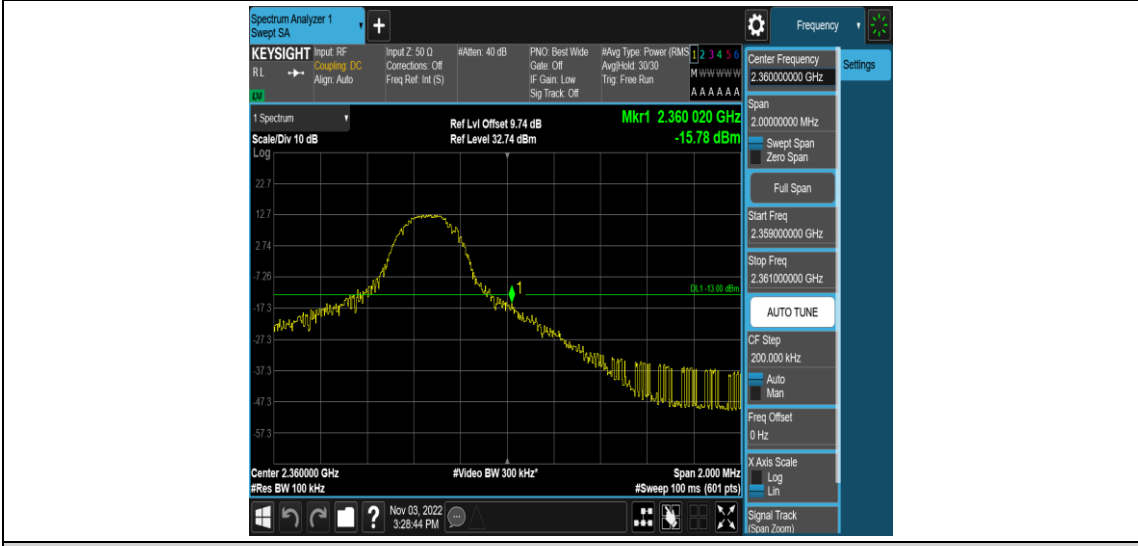 Spectrum Analyzer 1
Swept SA
+
Frequency
KEYSIGHT
RL
Input: RF
Coupling: DC
Align: Auto
Input Z: 50 Ω
Corrections: Off
Freq Ref: Int (S)
#Atten: 40 dB
PNO: Best Wide
Gate: Off
IF Gain: Low
Sig Track: Off
#Avg Type: Power (RMS
Avg|Hold: 30/30
Trig: Free Run
1 2 3 4 5 6
M W W W W W
A A A A A A
1 Spectrum
Scale/Div 10 dB
Log
Ref Lvl Offset 9.74 dB
Ref Level 32.74 dBm
Mkr1 2.360 020 GHz
-15.78 dBm
22.7
12.7
2.74
-7.26
-17.3
-27.3
-37.3
-47.3
-57.3
1
DL1 -13.00 dBm
Center 2.360000 GHz
#Res BW 100 kHz
#Video BW 300 kHz*
Span 2.000 MHz
#Sweep 100 ms (601 pts)
Center Frequency
2.360000000 GHz
Settings
Span
2.00000000 MHz
Swept Span
Zero Span
Full Span
Start Freq
2.359000000 GHz
Stop Freq
2.361000000 GHz
AUTO TUNE
CF Step
200.000 kHz
Auto
Man
Freq Offset
0 Hz
X Axis Scale
Log
Lin
Signal Track
(Span Zoom)
?
Nov 03, 2022
3:28:44 PM